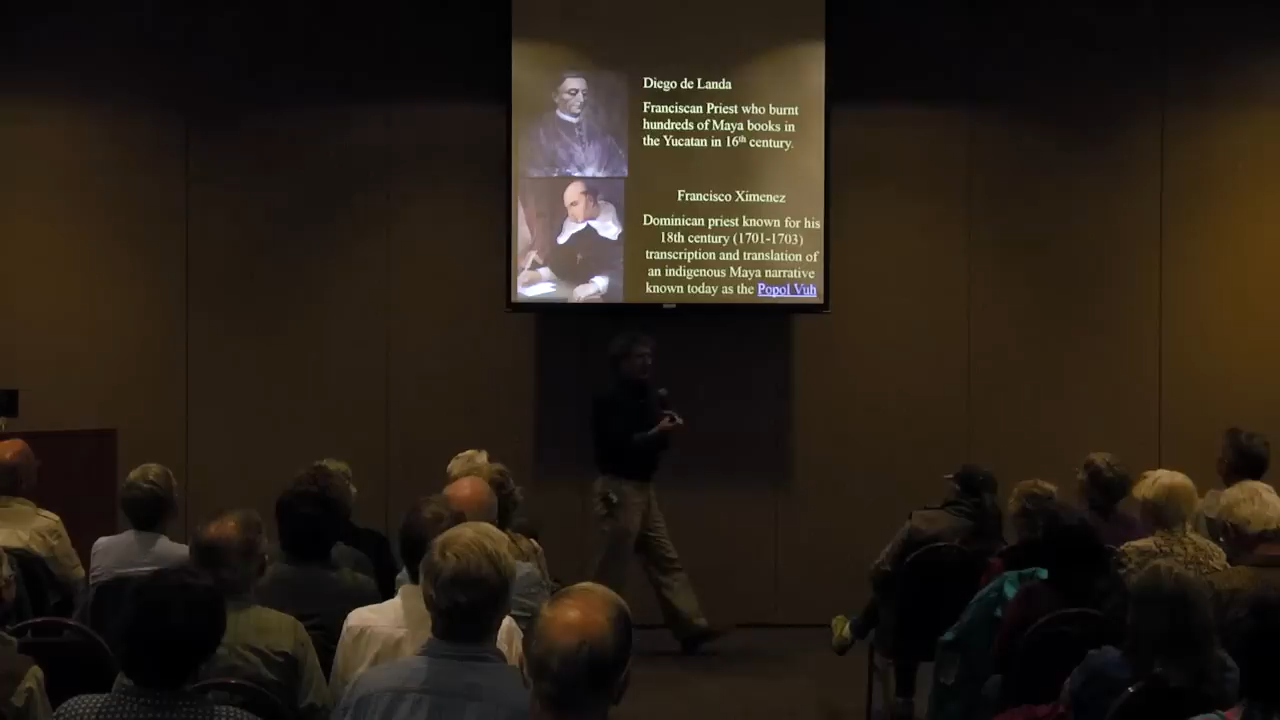 Diego de Landa
Franciscan Priest who burnt
hundreds of Maya books in
the Yucatan in 16th century.
Francisco Ximenez
Dominican priest known for his
18th century (1701-1703)
transcription and translation of
an indigenous Maya narrative
known today as the Popol Vuh